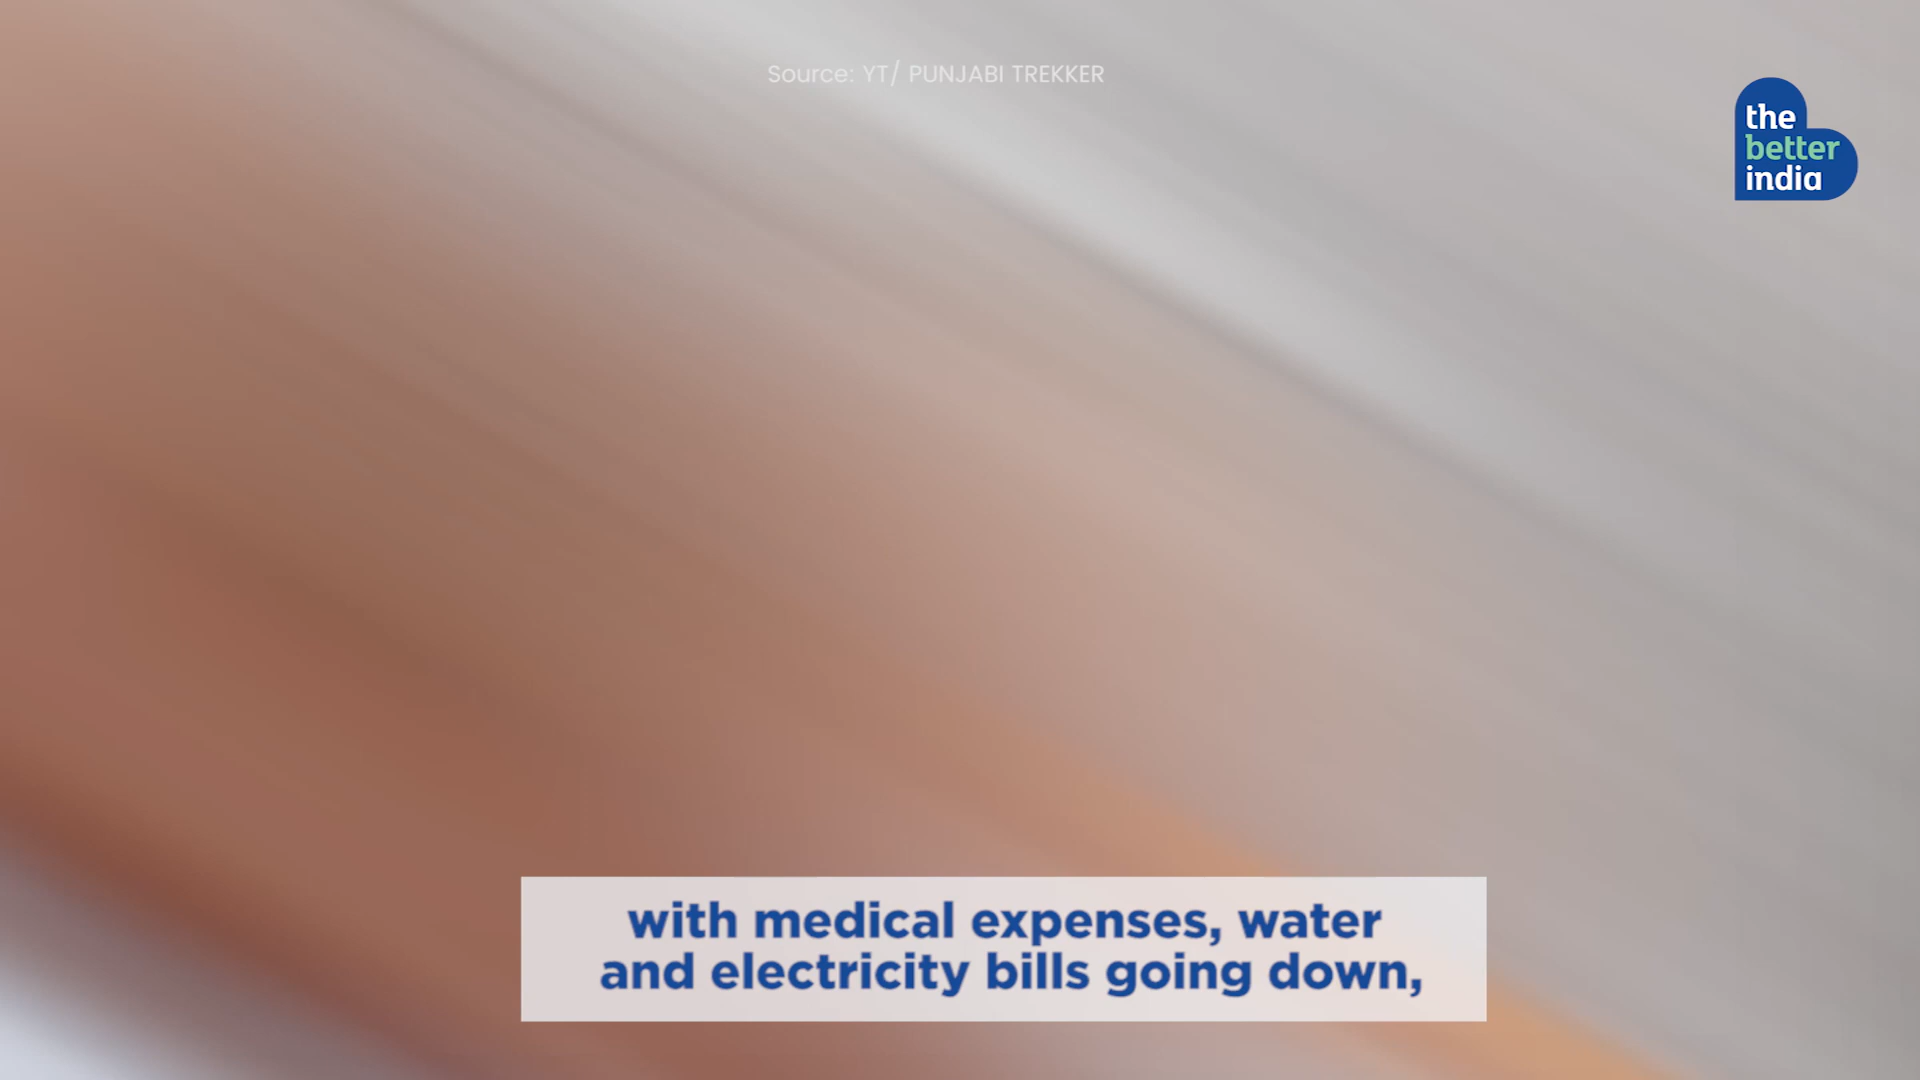 Source: YT/ PUNJABI TREKKER
the
better
india
with medical expenses, water
and electricity bills going down,